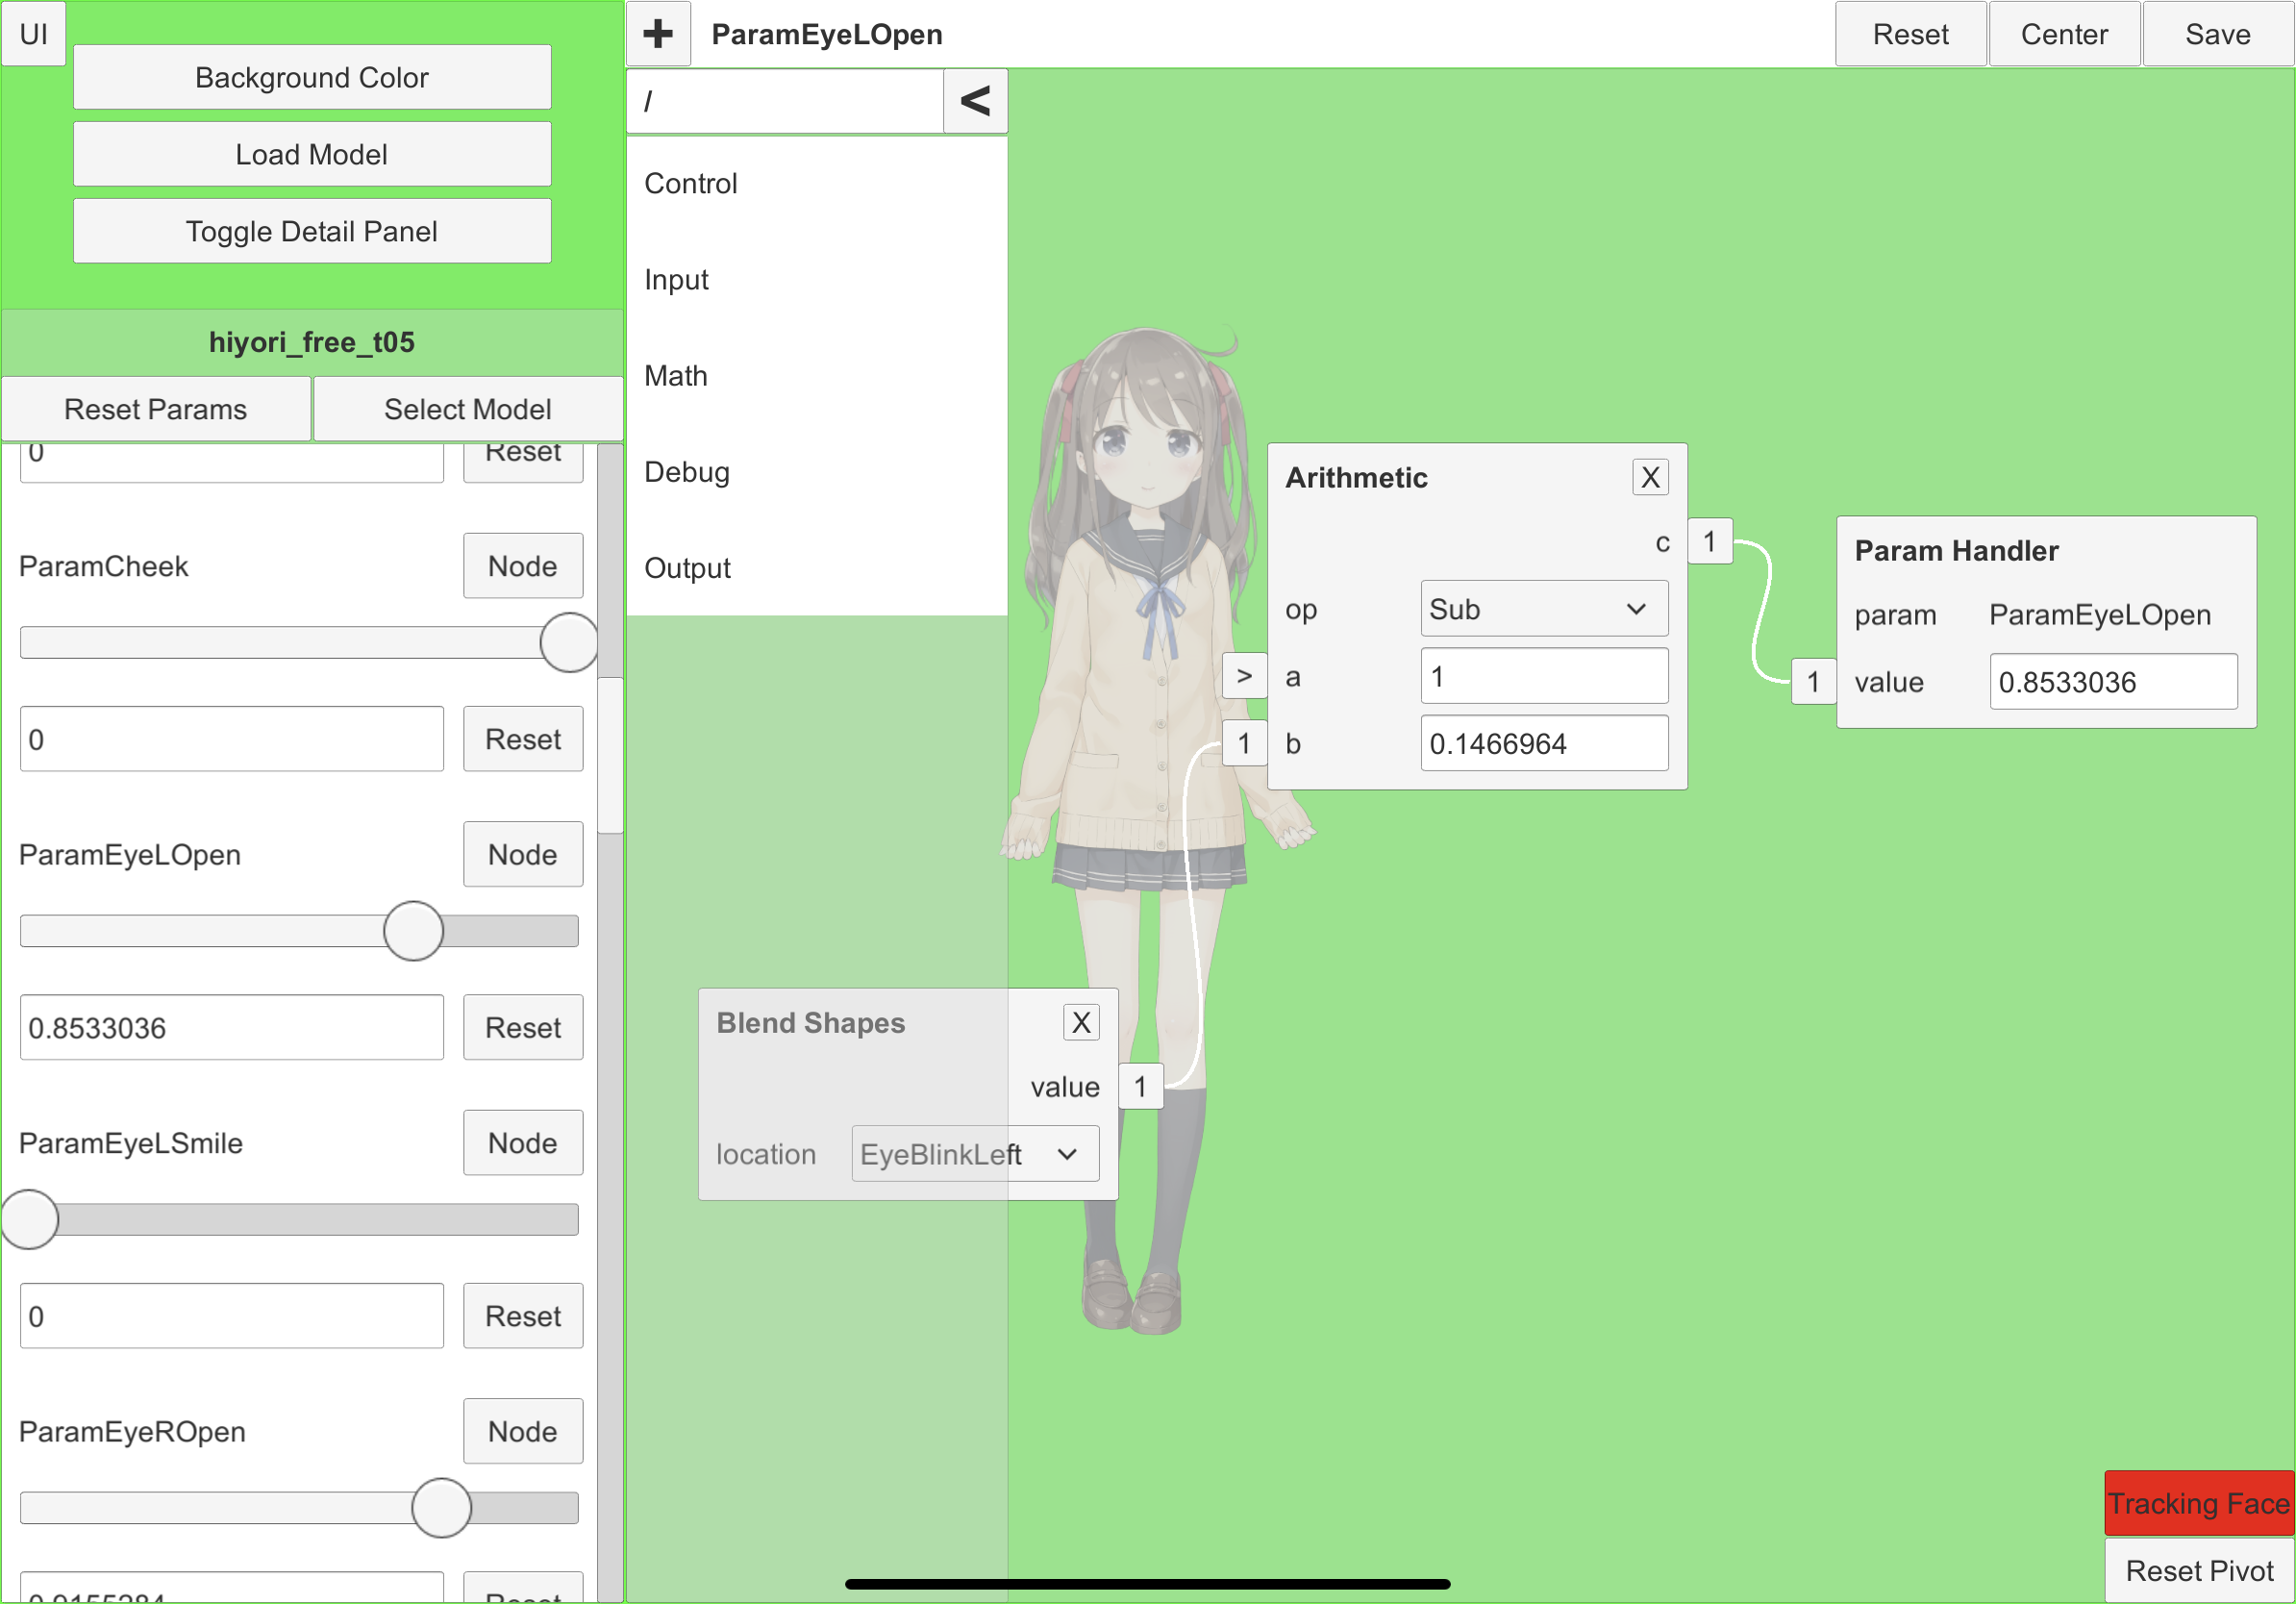 UI
Background Color
Load Model
Toggle Detail Panel
hiyori_free_t05
Reset Params
Select Model
0
Reset
ParamCheek
Node
0
Reset
ParamEyeLOpen
Node
0.8533036
Reset
ParamEyeLSmile
Node
0
Reset
ParamEyeROpen
Node
0.9155284
Reset
+
ParamEyeLOpen
Reset
Center
Save
/
<
Control
Input
Math
Debug
Output
Arithmetic
X
c
1
op
Sub
>
a
1
1
b
0.1466964
Param Handler
param
ParamEyeLOpen
1
value
0.8533036
Blend Shapes
X
value
1
location
EyeBlinkLeft
Tracking Face
Reset Pivot